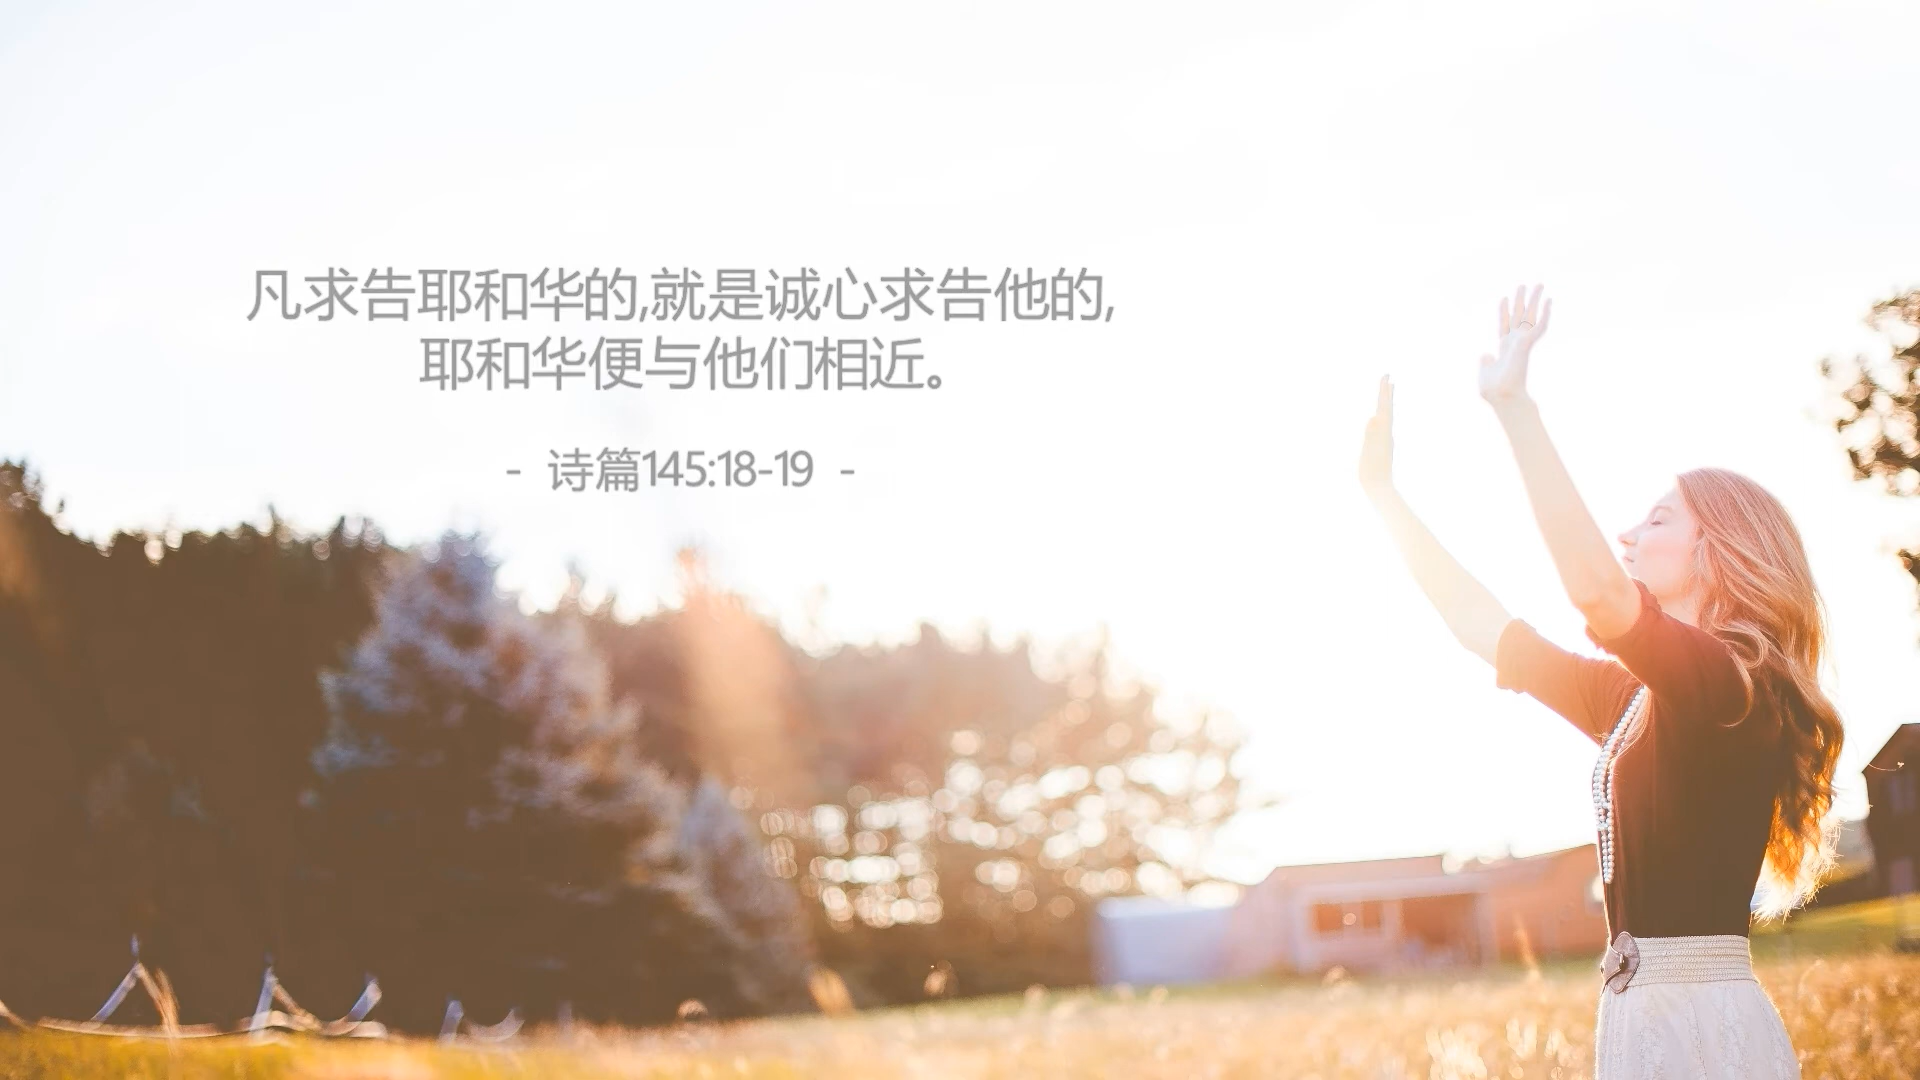 凡求告耶和华的,就是诚心求告他的,
耶和华便与他们相近。
- 诗篇145:18-19 -